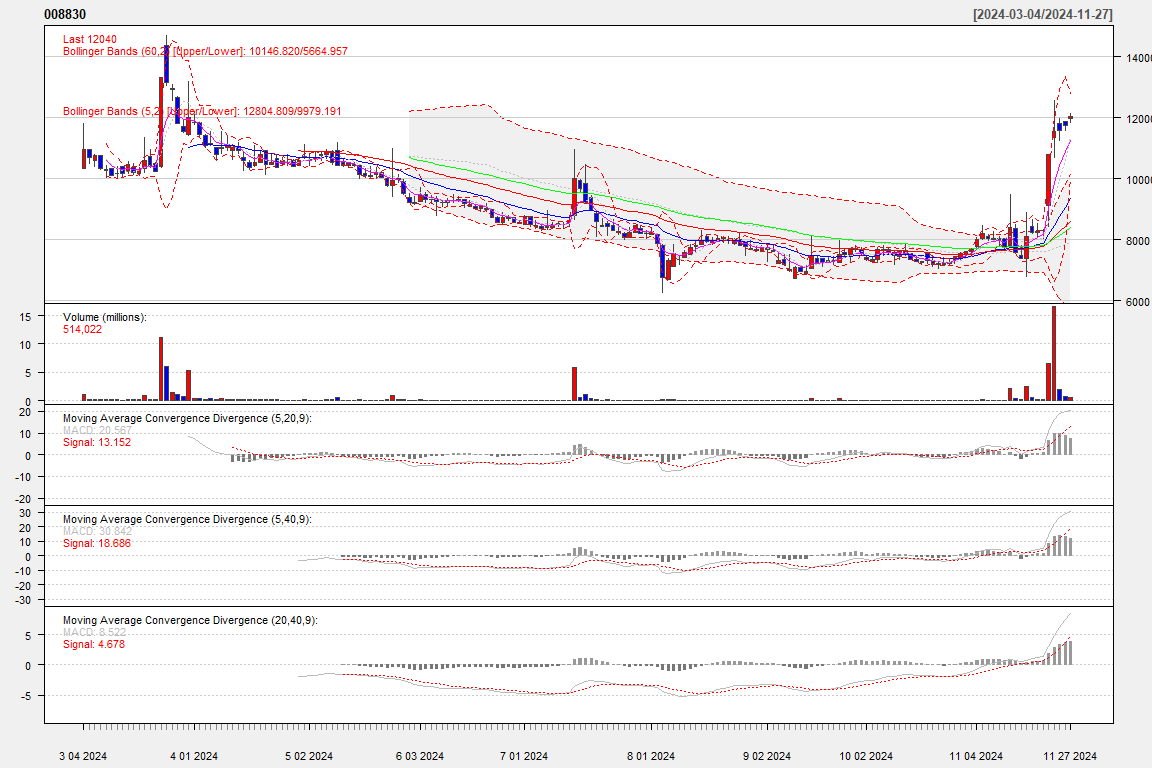 008830 [2024-03-04/2024-11-27]
Last 12040
Bollinger Bands (60,2) [Upper/Lower]: 10146.820/5664.957
Bollinger Bands (5,2) [Upper/Lower]: 12804.809/9979.191
14000
12000
10000
8000
6000
Volume (millions):
514,022
15
10
5
0
Moving Average Convergence Divergence (5,20,9):
MACD: 20.567
Signal: 13.152
20
10
0
-10
-20
Moving Average Convergence Divergence (5,40,9):
MACD: 30.842
Signal: 18.686
30
20
10
0
-10
-20
-30
Moving Average Convergence Divergence (20,40,9):
MACD: 8.522
Signal: 4.678
5
0
-5
3 04 2024 4 01 2024 5 02 2024 6 03 2024 7 01 2024 8 01 2024 9 02 2024 10 02 2024 11 04 2024 11 27 2024